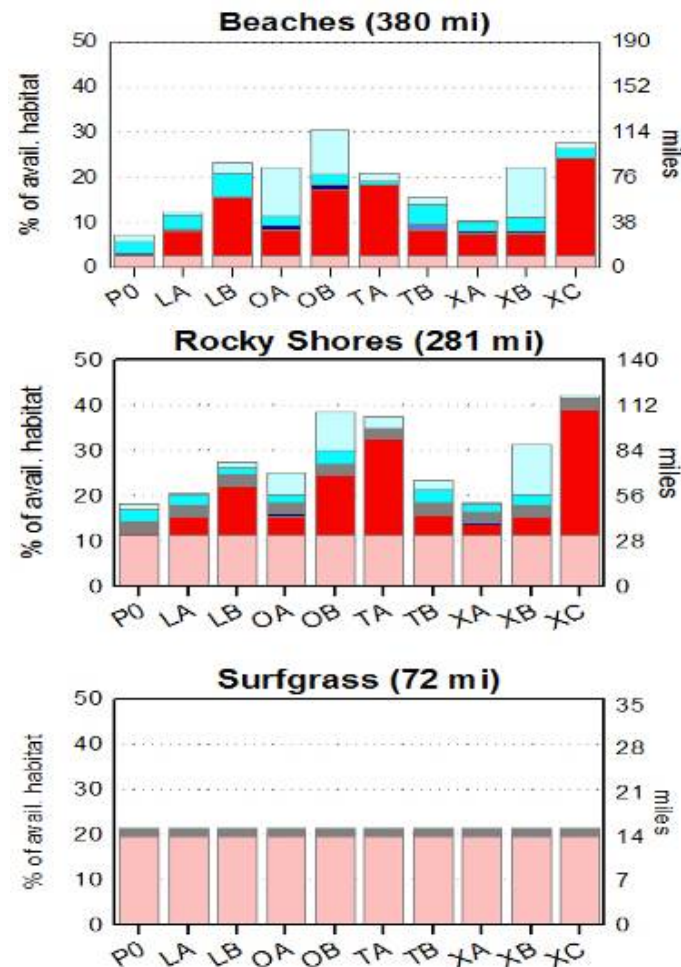 Beaches (380 mi)
50 190
40 152
30 114
20 76
10 38
0 0
% of avail. habitat
miles
P0 LA LB OA OB TA TB XA XB XC
Rocky Shores (281 mi)
50 140
40 112
30 84
20 56
10 28
0 0
% of avail. habitat
miles
P0 LA LB OA OB TA TB XA XB XC
Surfgrass (72 mi)
50 35
40 28
30 21
20 14
10 7
0 0
% of avail. habitat
miles
P0 LA LB OA OB TA TB XA XB XC